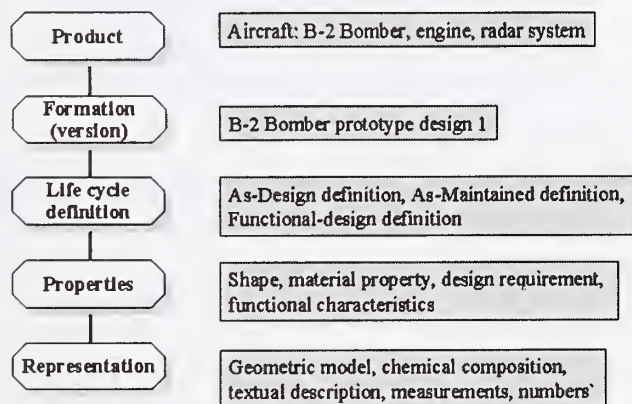 Product
Aircraft: B-2 Bomber, engine, radar system
Formation
(version)
B-2 Bomber prototype design 1
Life cycle
definition
As-Design definition, As-Maintained definition,
Functional-design definition
Properties
Shape, material property, design requirement,
functional characteristics
Representation
Geometric model, chemical composition,
textual description, measurements, numbers`